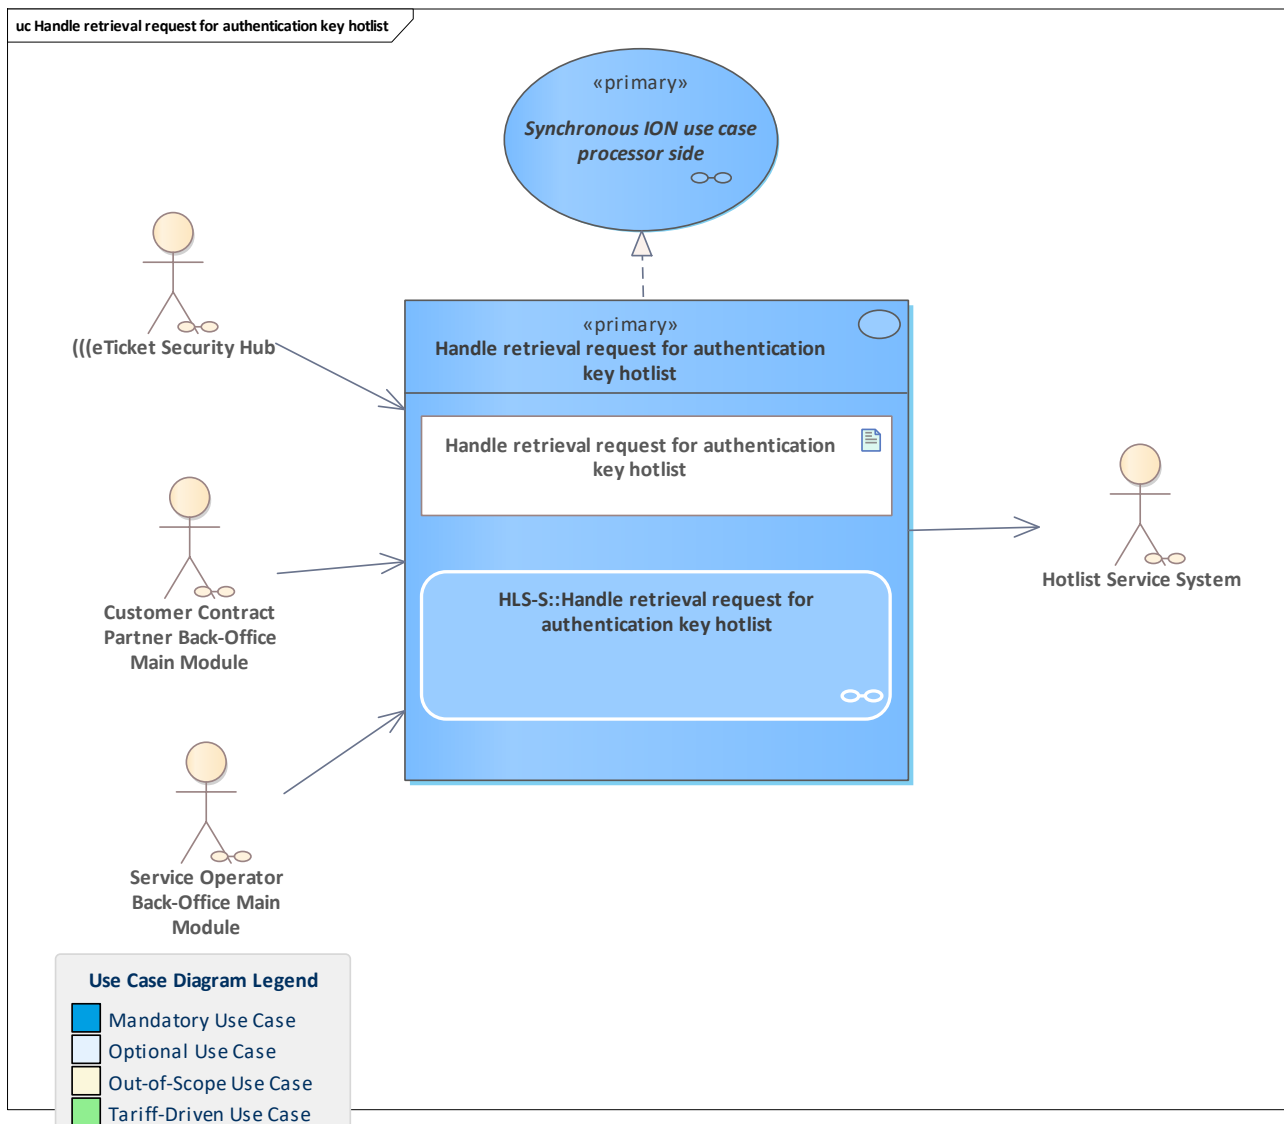 uc Handle retrieval request for authentication key hotlist
«primary»
Synchronous ION use case
processor side
(((eTicket Security Hub
«primary»
Handle retrieval request for authentication
key hotlist
Handle retrieval request for authentication
key hotlist
HLS-S::Handle retrieval request for
authentication key hotlist
Hotlist Service System
Customer Contract
Partner Back-Office
Main Module
Service Operator
Back-Office Main
Module
Use Case Diagram Legend
Mandatory Use Case
Optional Use Case
Out-of-Scope Use Case
Tariff-Driven Use Case